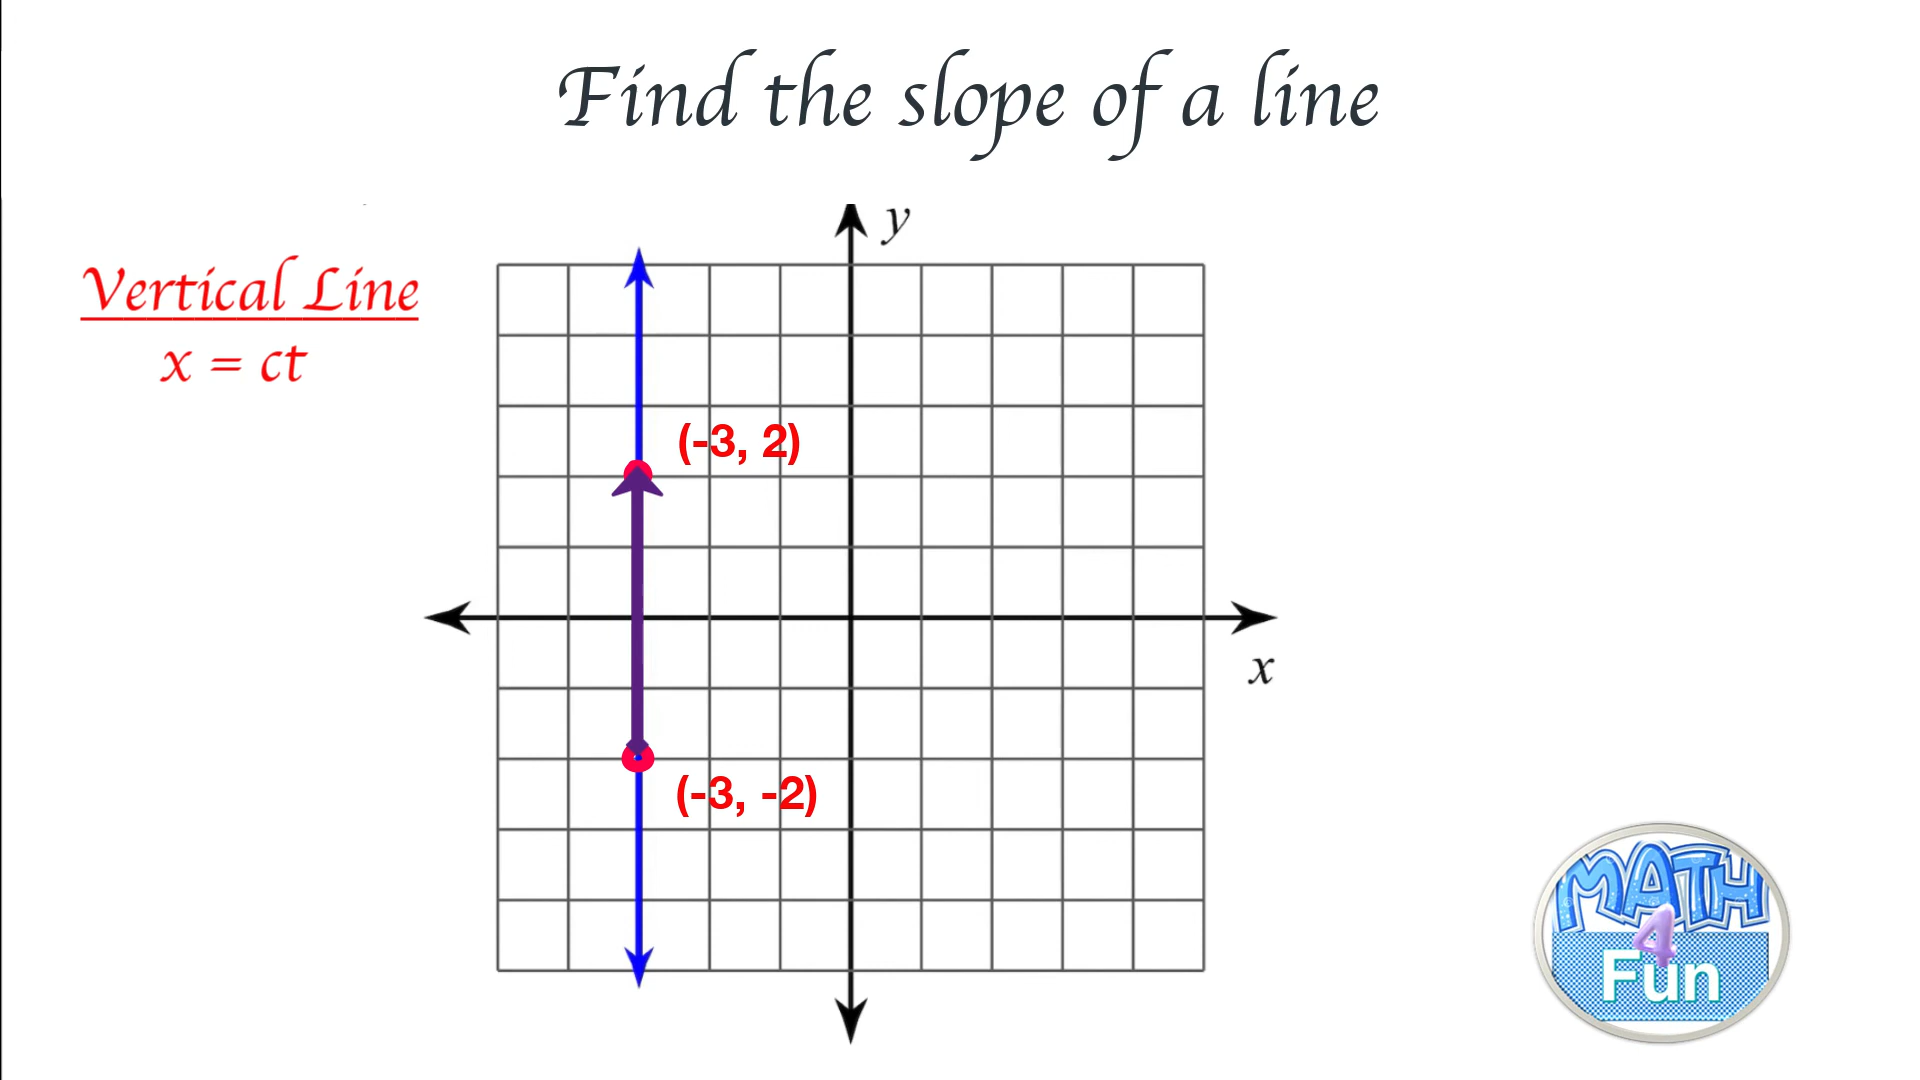 Find the slope of a line
y
Vertical Line
x = ct
(-3, 2)
x
(-3, -2)
MATH
4
Fun